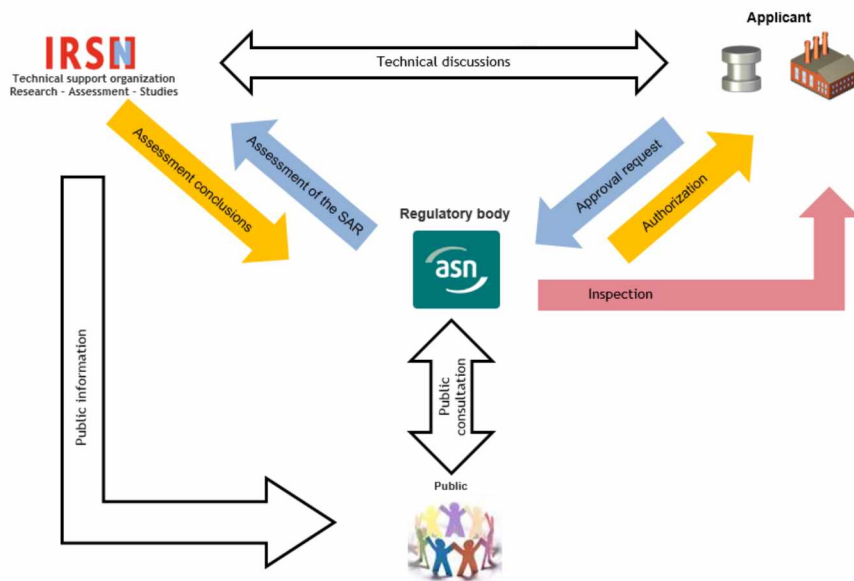 Applicant
IRSN
Technical support organization
Research - Assessment - Studies
Technical discussions
Assessment conclusions
Assessment of the SAR
Approval request
Authorization
Regulatory body
asn
Inspection
Public information
Public
consultation
Public